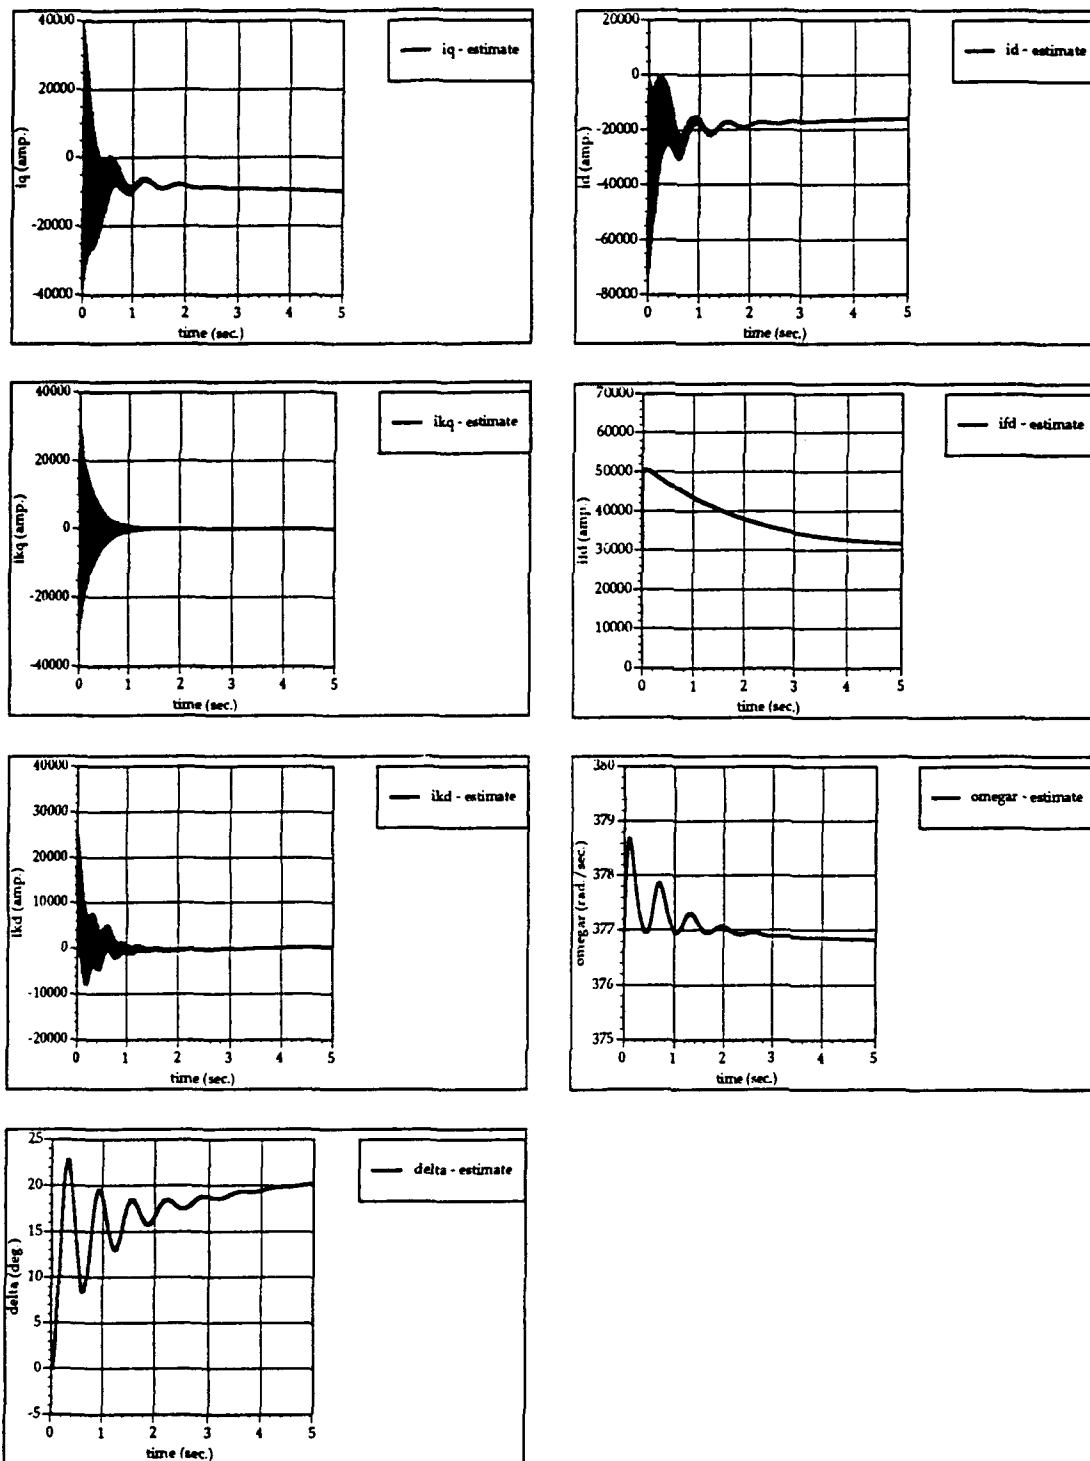 40000
20000
0
-20000
-40000
iq (amp.)
0 1 2 3 4 5
time (sec.)
iq - estimate
20000
0
-20000
-40000
-60000
-80000
id (amp.)
0 1 2 3 4 5
time (sec.)
id - estimate
40000
20000
0
-20000
-40000
ikq (amp.)
0 1 2 3 4 5
time (sec.)
ikq - estimate
70000
60000
50000
40000
30000
20000
10000
0
ifd (amp.)
0 1 2 3 4 5
time (sec.)
ifd - estimate
40000
30000
20000
10000
0
-10000
-20000
ikd (amp.)
0 1 2 3 4 5
time (sec.)
ikd - estimate
380
379
378
377
376
375
omegar (rad./sec.)
0 1 2 3 4 5
time (sec.)
omegar - estimate
25
20
15
10
5
0
-5
delta (deg.)
0 1 2 3 4 5
time (sec.)
delta - estimate